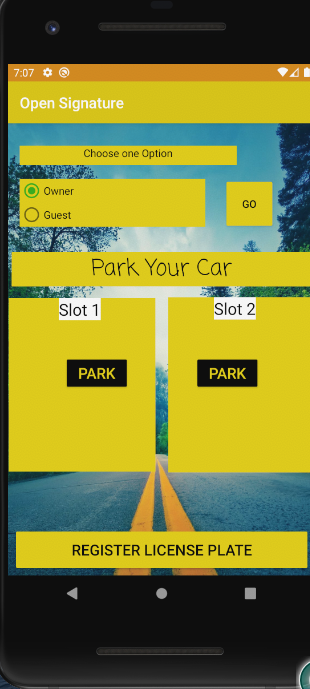 7:07
Open Signature
Choose one Option
Owner
GO
Guest
Park Your Car
Slot 1
Slot 2
PARK
PARK
REGISTER LICENSE PLATE